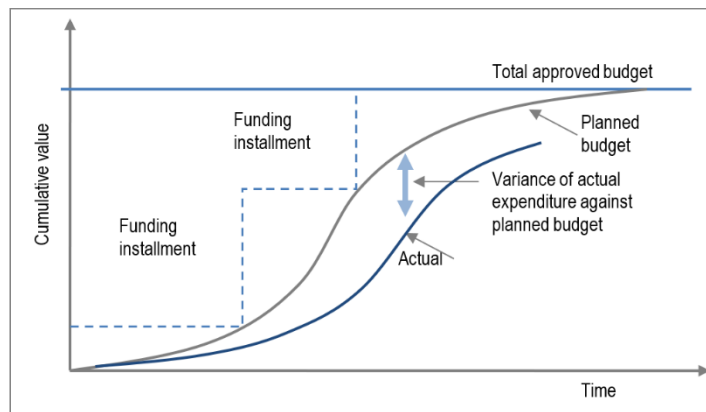 Total approved budget
Funding
installment
Planned
budget
Variance of actual
expenditure against
planned budget
Funding
installment
Actual
Cumulative value
Time